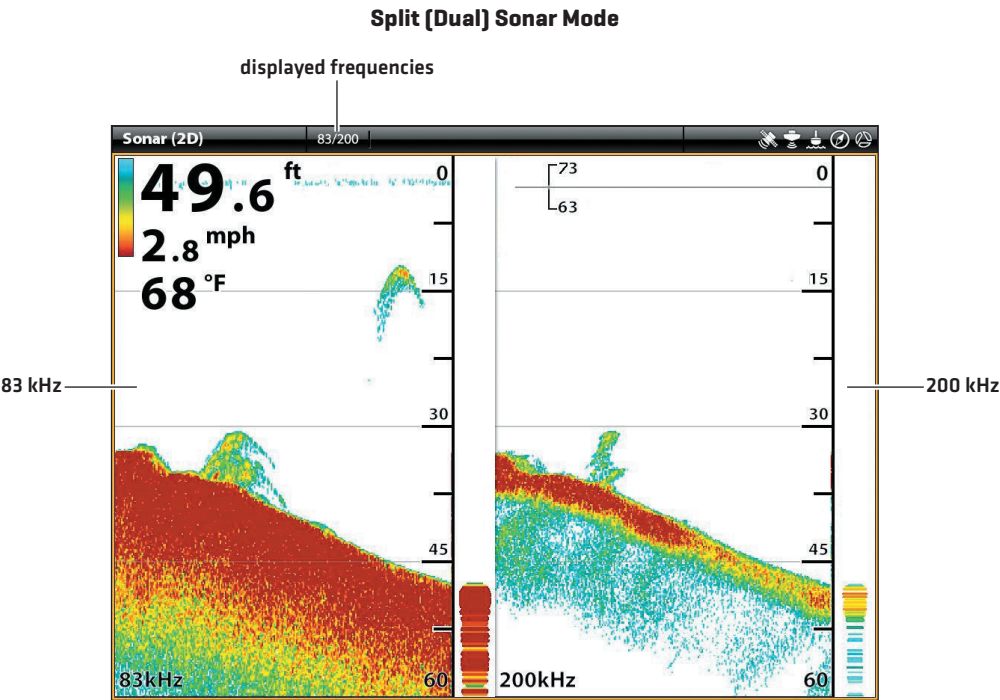 Split (Dual) Sonar Mode
displayed frequencies
Sonar (2D)
83/200
49.6 ft
2.8 mph
68 °F
0
15
30
45
60
83kHz
73
63
0
15
30
45
60
200kHz
83 kHz
200 kHz